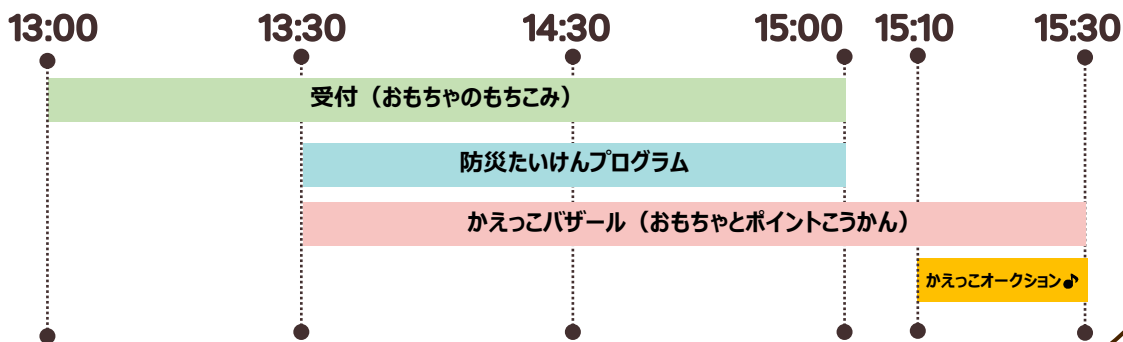 13:00 13:30 14:30 15:00 15:10 15:30
受付（おもちゃのもちこみ）
防災たいけんプログラム
かえっこバザール（おもちゃとポイントこうかん）
かえっこオークション♪